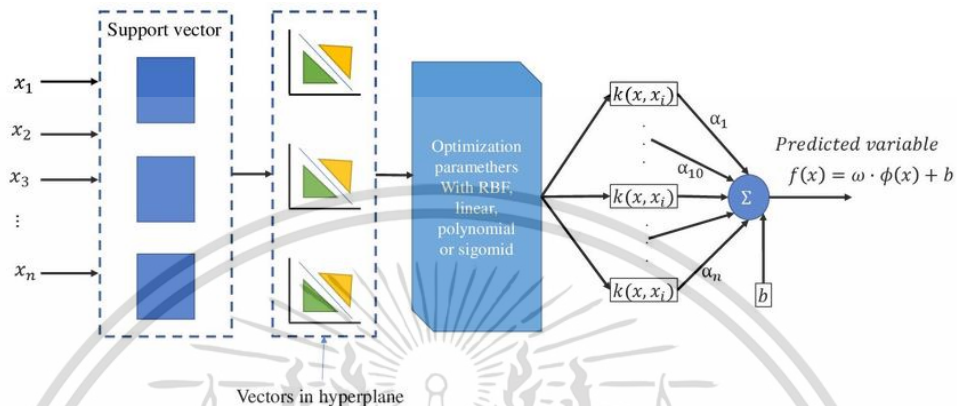 Support vector
x₁
x₂
x₃
⋮
xₙ
Vectors in hyperplane
Optimization
paramethers
With RBF,
linear,
polynomial
or sigomid
k(x, xᵢ)
k(x, xᵢ)
k(x, xᵢ)
α₁
α₁₀
αₙ
Σ
b
Predicted variable
f(x) = ω · ϕ(x) + b